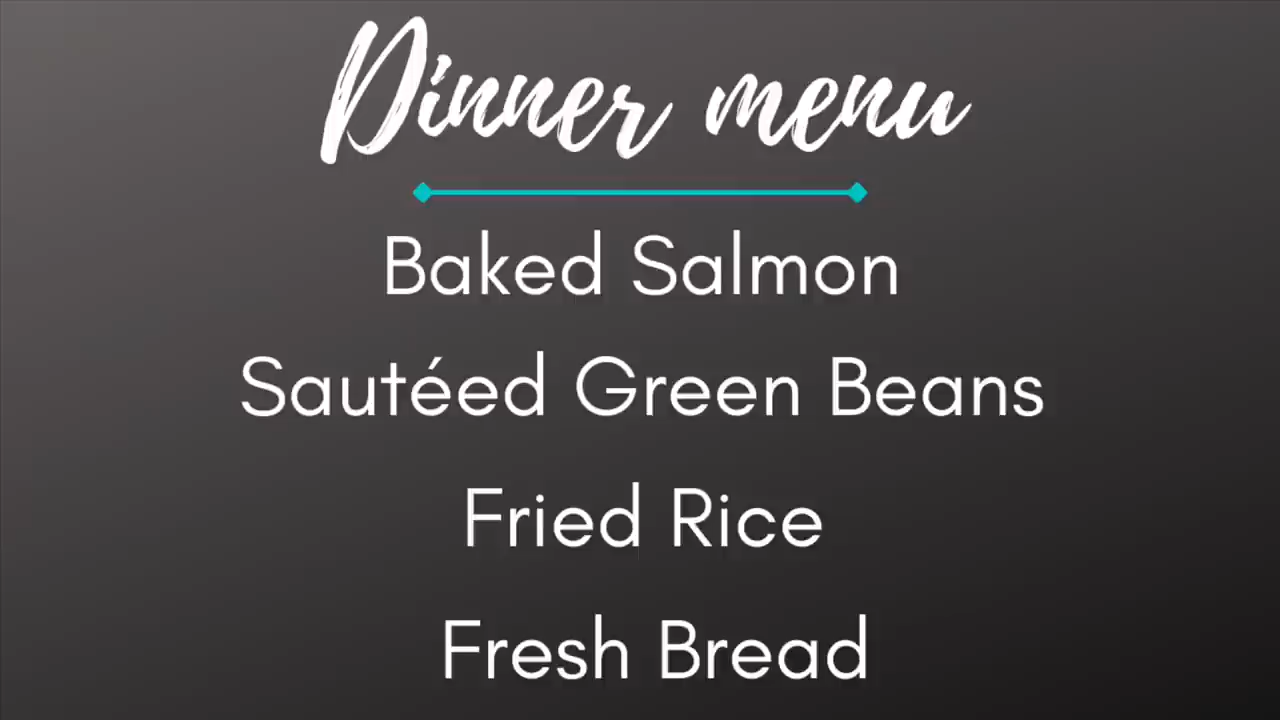 Dinner menu
Baked Salmon
Sautéed Green Beans
Fried Rice
Fresh Bread